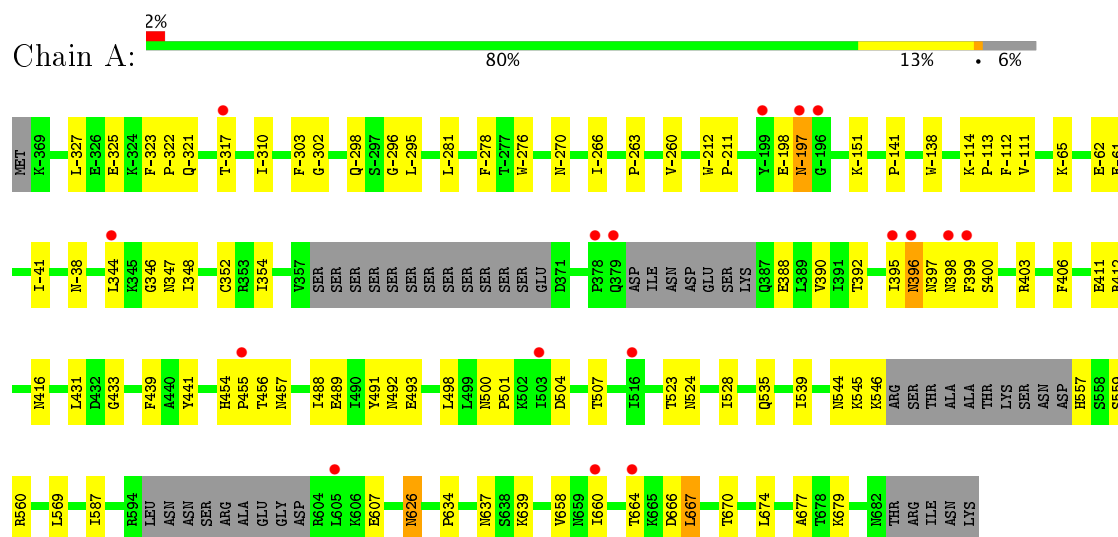 2%
Chain A:
80% 13% • 6%
MET K-369 L-327 E-326 E-325 K-324 F-323 P-322 Q-321 T-317 I-310 F-303 G-302 Q-298 S-297 G-296 L-295 L-281 F-278 T-277 W-276 N-270 I-266 P-263 V-260 W-212 P-211 Y-199 E-198 N-197 G-196 K-151 P-141 W-138 K-114 P-113 F-112 V-111 K-65 E-62 F-61
I-41 N-38 L344 K345 G346 N347 I348 C352 R353 I354 V357 SER SER SER SER SER SER SER SER SER GLU D371 P378 Q379 ASP ILE ASN ASP GLU SER LYS Q387 E388 L389 V390 I391 T392 I395 N396 N397 N398 F399 S400 R403 F406 E411 R412
N416 L431 D432 G433 F439 A440 Y441 H454 P455 T456 N457 I488 E489 I490 Y491 N492 E493 L498 L499 N500 P501 K502 I503 D504 T507 I516 T523 N524 I528 Q535 I539 N544 K545 K546 ARG SER THR ALA ALA THR LYS SER ASN ASP H557 S558 S559
R560 L569 I587 R594 LEU ASN ASN SER ARG ALA GLU GLY ASP R604 L605 K606 E607 N626 P634 N637 S638 K639 V658 N659 I660 T664 K665 D666 L667 T670 L674 A677 T678 K679 N682 THR ARG ILE ASN LYS